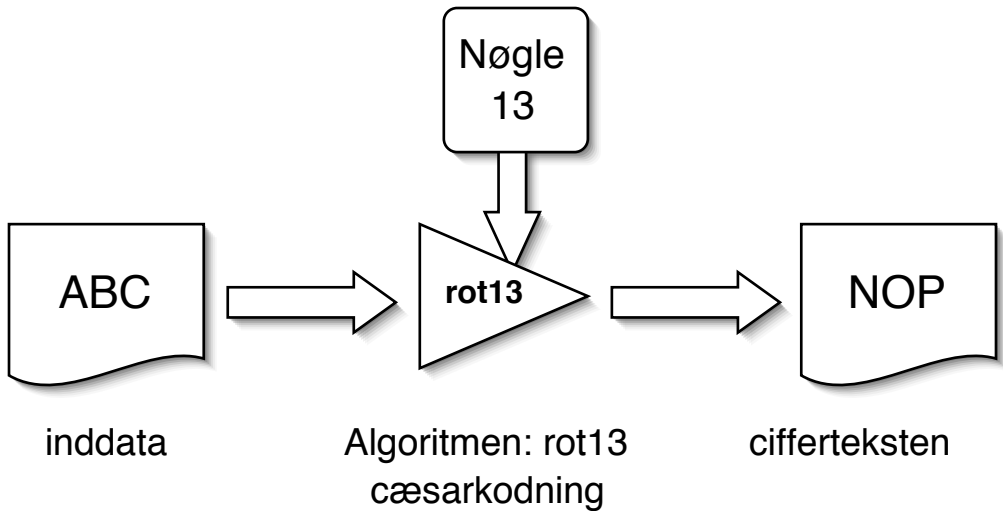 Nøgle
13
ABC
rot13
NOP
inddata
Algoritmen: rot13
cæsarkodning
cifferteksten